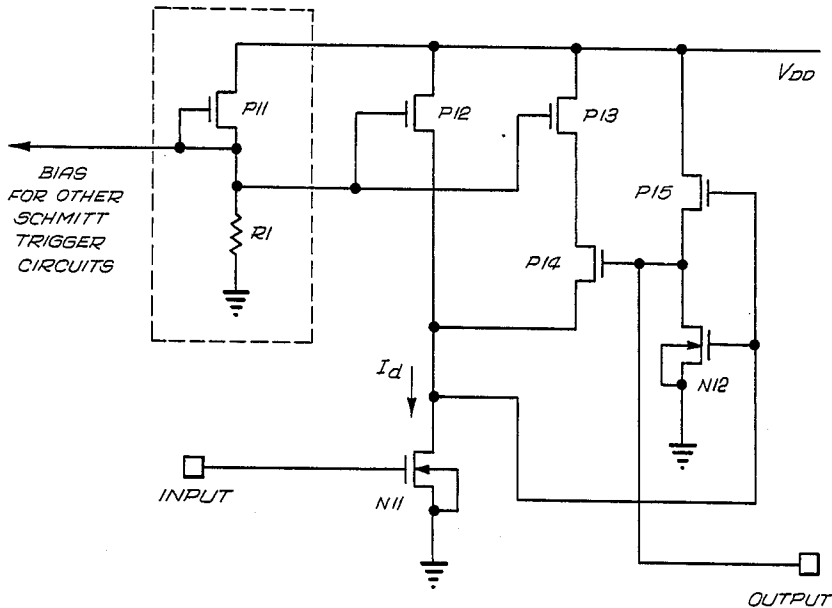 VDD
P11
P12
P13
BIAS
FOR OTHER
SCHMITT
TRIGGER
CIRCUITS
R1
P14
P15
Id
N12
INPUT
N11
OUTPUT